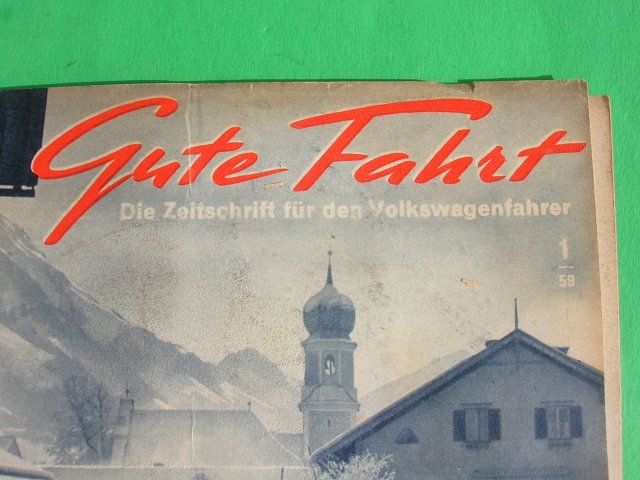 Gute Fahrt
Die Zeitschrift für den Volkswagenfahrer
1
59